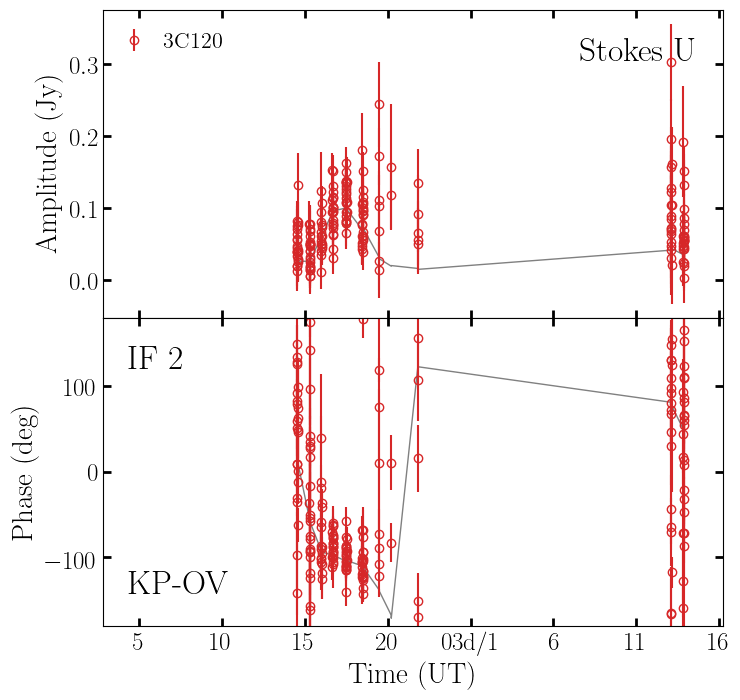 3C120
Stokes U
0.3
0.2
0.1
0.0
Amplitude (Jy)
IF 2
100
0
−100
Phase (deg)
KP-OV
5 10 15 20 03d/1 6 11 16
Time (UT)